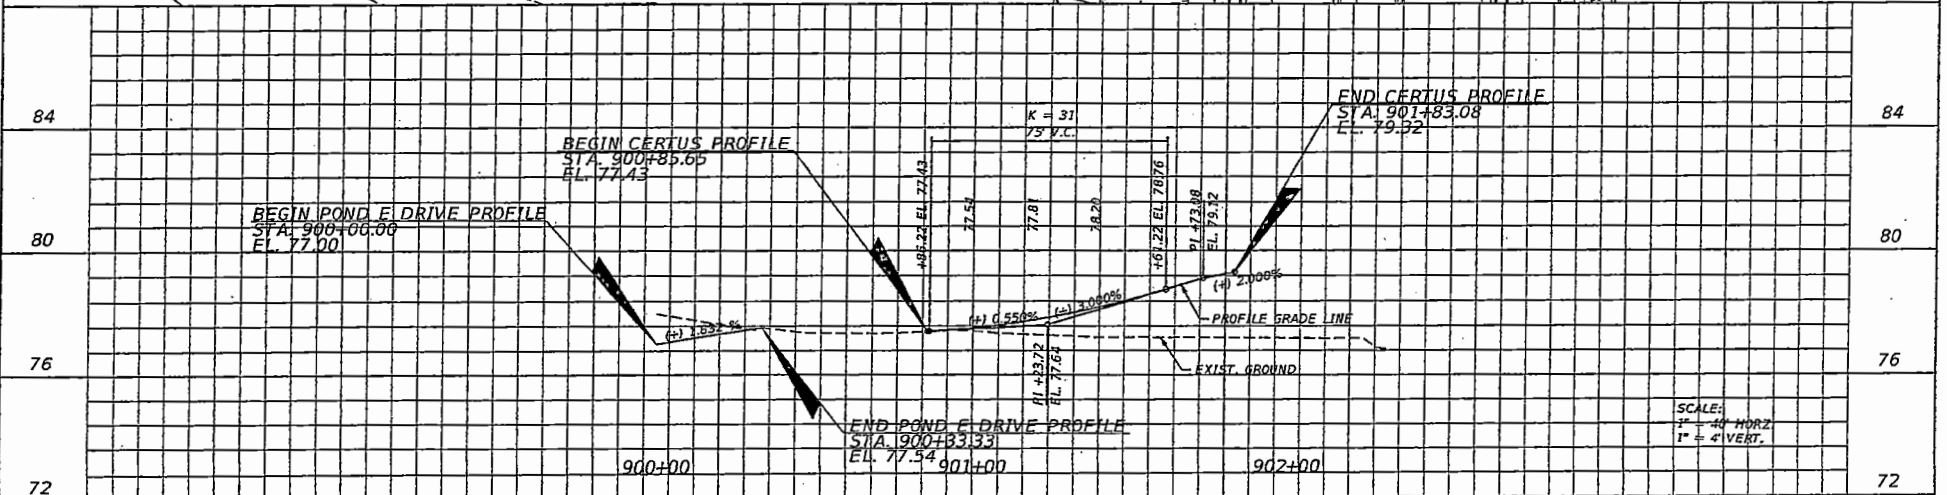 84
80
76
72
BEGIN POND E DRIVE PROFILE
STA. 900+00.00
EL. 77.00
BEGIN CERTUS PROFILE
STA. 900+85.65
EL. 77.43
K = 31
75' V.C.
END CERTUS PROFILE
STA. 901+83.08
EL. 79.32
+86.22 EL. 77.43
77.54
77.81
78.20
+61.22 EL. 78.76
PI +73.08
EL. 79.12
(+) 1.632 %
(+) 0.550%
(+) 3.000%
(+) 2.000%
PROFILE GRADE LINE
EXIST. GROUND
PI +23.72
EL. 77.64
END POND E DRIVE PROFILE
STA. 900+33.33
EL. 77.54
900+00
901+00
902+00
SCALE:
1" = 40' HORZ
1" = 4' VERT.
84
80
76
72